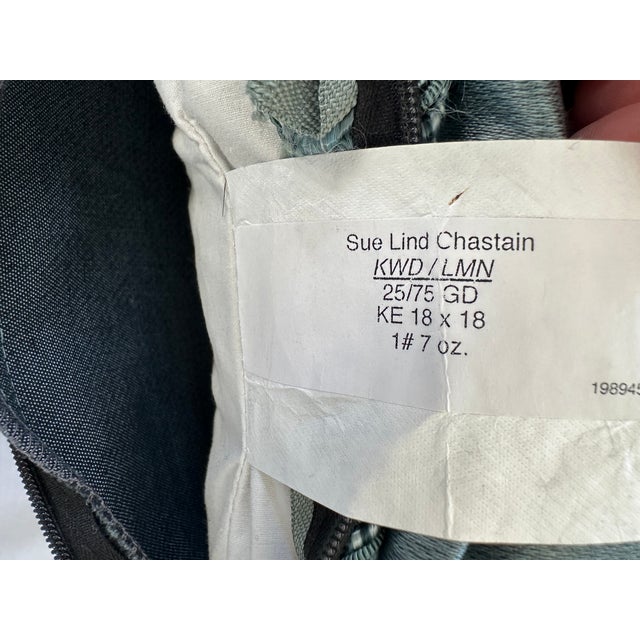 Sue Lind Chastain
KWD / LMN
25/75 GD
KE 18 x 18
1# 7 oz.
198945